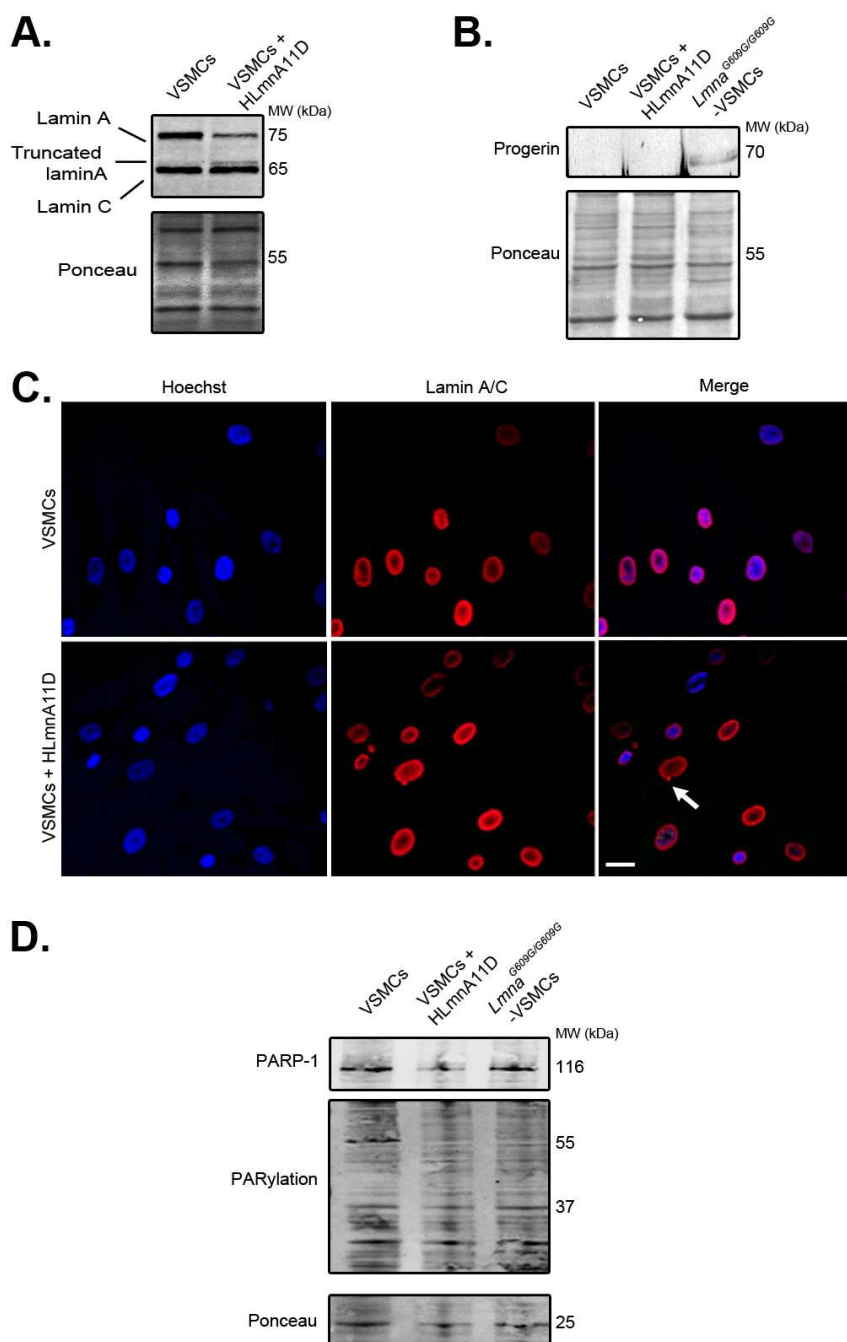 A.
VSMCs
VSMCs +
HLmnA11D
MW (kDa)
Lamin A
75
Truncated
laminA
65
Lamin C
Ponceau
55
B.
VSMCs
VSMCs +
HLmnA11D
Lmna G609G/G609G
-VSMCs
MW (kDa)
Progerin
70
Ponceau
55
C.
Hoechst
Lamin A/C
Merge
VSMCs
VSMCs + HLmnA11D
D.
VSMCs
VSMCs +
HLmnA11D
Lmna G609G/G609G
-VSMCs
MW (kDa)
PARP-1
116
PARylation
55
37
Ponceau
25